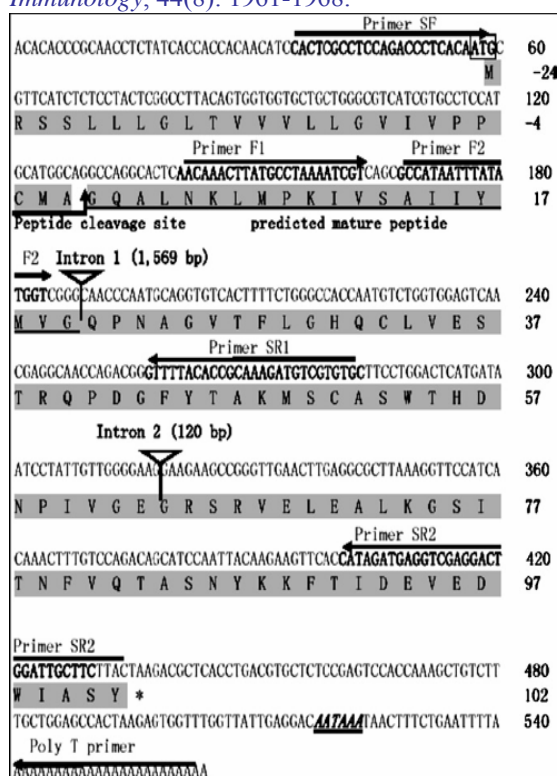 Immunology, 44(8): 1961-1968.
Primer SF
ACACACCCGCAACCTCTATCACCACCACAACATCCACTCGCCTCCAGACCCTCACAATGC 60
M -24
GTTCATCTCTCCTACTCGGCCTTACAGTGGTGGTGCTGCTGGGCGTCATCGTGCCTCCAT 120
R S S L L L G L T V V V L L G V I V P P -4
Primer F1 Primer F2
GCATGGCAGGCCAGGCACTCAACAAACTTATGCCTAAAATCGTCAGCGCCATAATTTATA 180
C M A G Q A L N K L M P K I V S A I I Y 17
Peptide cleavage site predicted mature peptide
F2 Intron 1 (1,569 bp)
TGGTCGGGCAACCCAATGCAGGTGTCACTTTTCTGGGCCACCAATGTCTGGTGGAGTCAA 240
M V G Q P N A G V T F L G H Q C L V E S 37
Primer SR1
CGAGGCAACCAGACGGGTTTTACACCGCAAAGATGTCGTGTGCTTCCTGGACTCATGATA 300
T R Q P D G F Y T A K M S C A S W T H D 57
Intron 2 (120 bp)
ATCCTATTGTTGGGGAAGGAAGAAGCCGGGTTGAACTTGAGGCGCTTAAAGGTTCCATCA 360
N P I V G E G R S R V E L E A L K G S I 77
Primer SR2
CAAACTTTGTCCAGACAGCATCCAATTACAAGAAGTTCACCATAGATGAGGTCGAGGACT 420
T N F V Q T A S N Y K K F T I D E V E D 97
Primer SR2
GGATTGCTTCTTACTAAGACGCTCACCTGACGTGCTCTCCGAGTCCACCAAAGCTGTCTT 480
W I A S Y * 102
TGCTGGAGCCACTAAGAGTGGTTTGGTTATTGAGGACAATAAATAACTTTCTGAATTTTA 540
Poly T primer